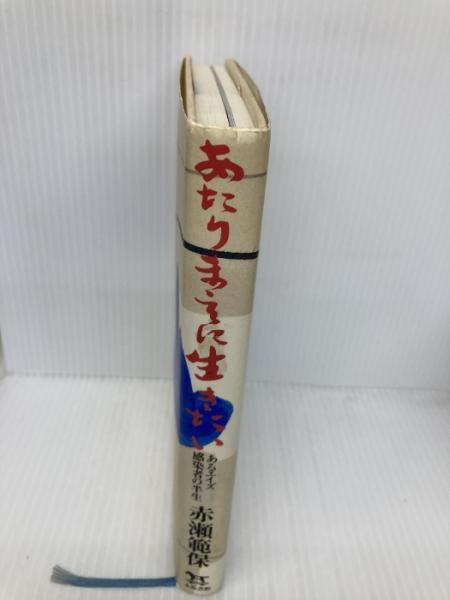 あたりまえに生きたい
あるエイズ
感染者の半生
赤瀬範保